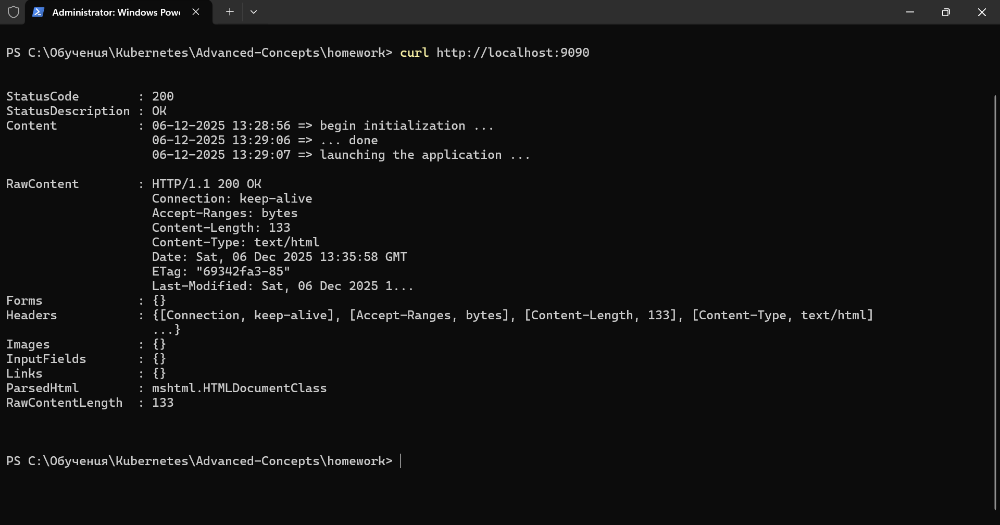 Administrator: Windows Powe
PS C:\Обучения\Kubernetes\Advanced-Concepts\homework> curl http://localhost:9090
StatusCode        : 200
StatusDescription : OK
Content           : 06-12-2025 13:28:56 => begin initialization ...
                    06-12-2025 13:29:06 => ... done
                    06-12-2025 13:29:07 => launching the application ...
RawContent        : HTTP/1.1 200 OK
                    Connection: keep-alive
                    Accept-Ranges: bytes
                    Content-Length: 133
                    Content-Type: text/html
                    Date: Sat, 06 Dec 2025 13:35:58 GMT
                    ETag: "69342fa3-85"
                    Last-Modified: Sat, 06 Dec 2025 1...
Forms             : {}
Headers           : {[Connection, keep-alive], [Accept-Ranges, bytes], [Content-Length, 133], [Content-Type, text/html]
                    ...}
Images            : {}
InputFields       : {}
Links             : {}
ParsedHtml        : mshtml.HTMLDocumentClass
RawContentLength  : 133
PS C:\Обучения\Kubernetes\Advanced-Concepts\homework>